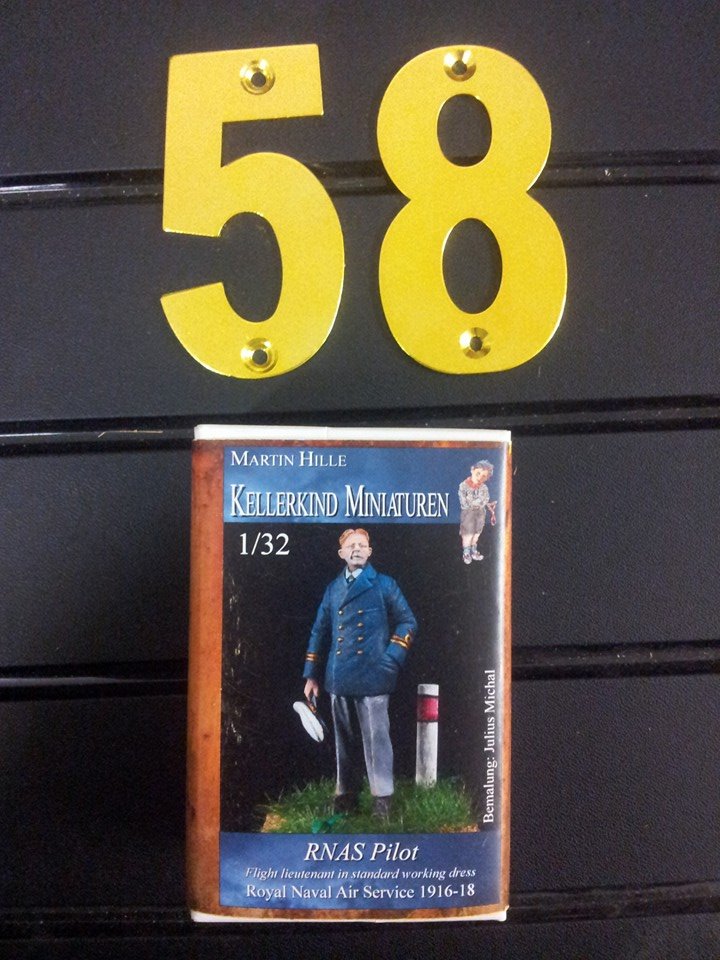 58
MARTIN HILLE
KELLERKIND MINIATUREN
1/32
Bemalung: Julius Michal
RNAS Pilot
Flight lieutenant in standard working dress
Royal Naval Air Service 1916-18